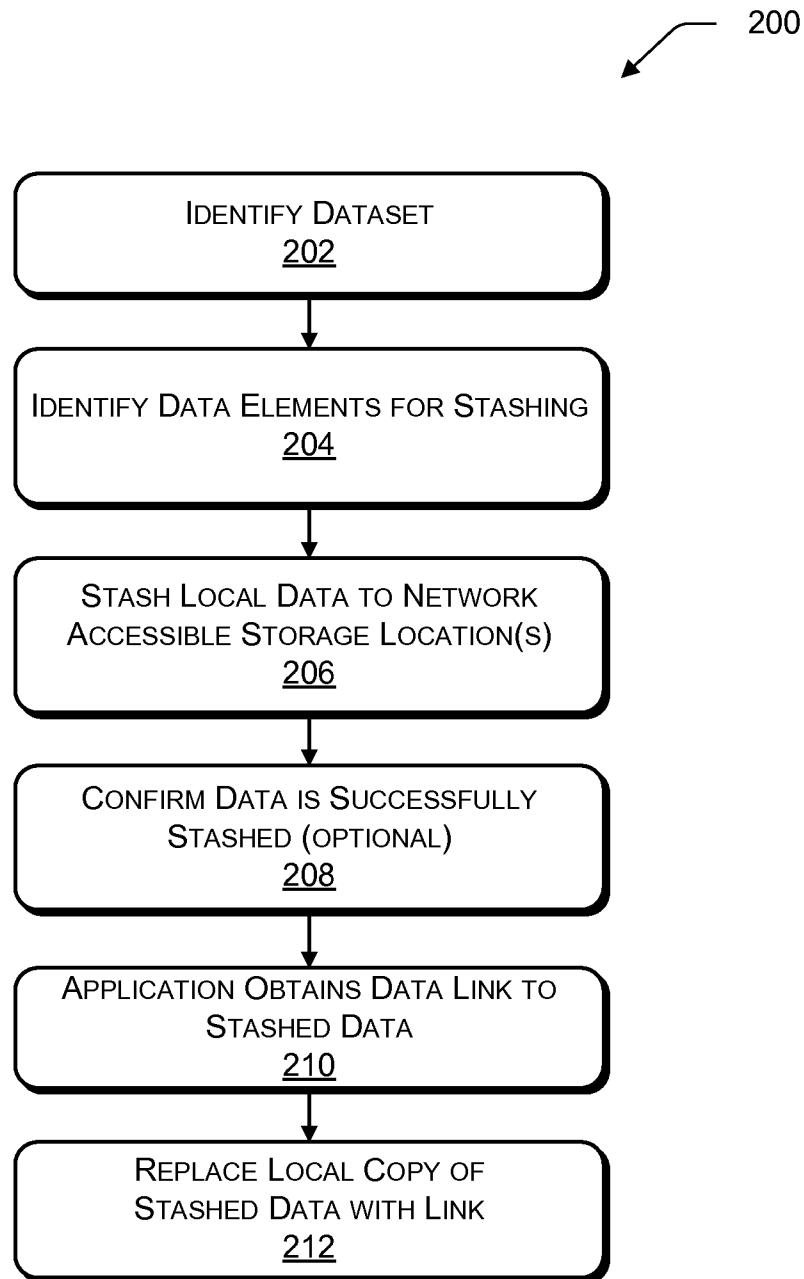 200
IDENTIFY DATASET
202
IDENTIFY DATA ELEMENTS FOR STASHING
204
STASH LOCAL DATA TO NETWORK
ACCESSIBLE STORAGE LOCATION(S)
206
CONFIRM DATA IS SUCCESSFULLY
STASHED (OPTIONAL)
208
APPLICATION OBTAINS DATA LINK TO
STASHED DATA
210
REPLACE LOCAL COPY OF
STASHED DATA WITH LINK
212